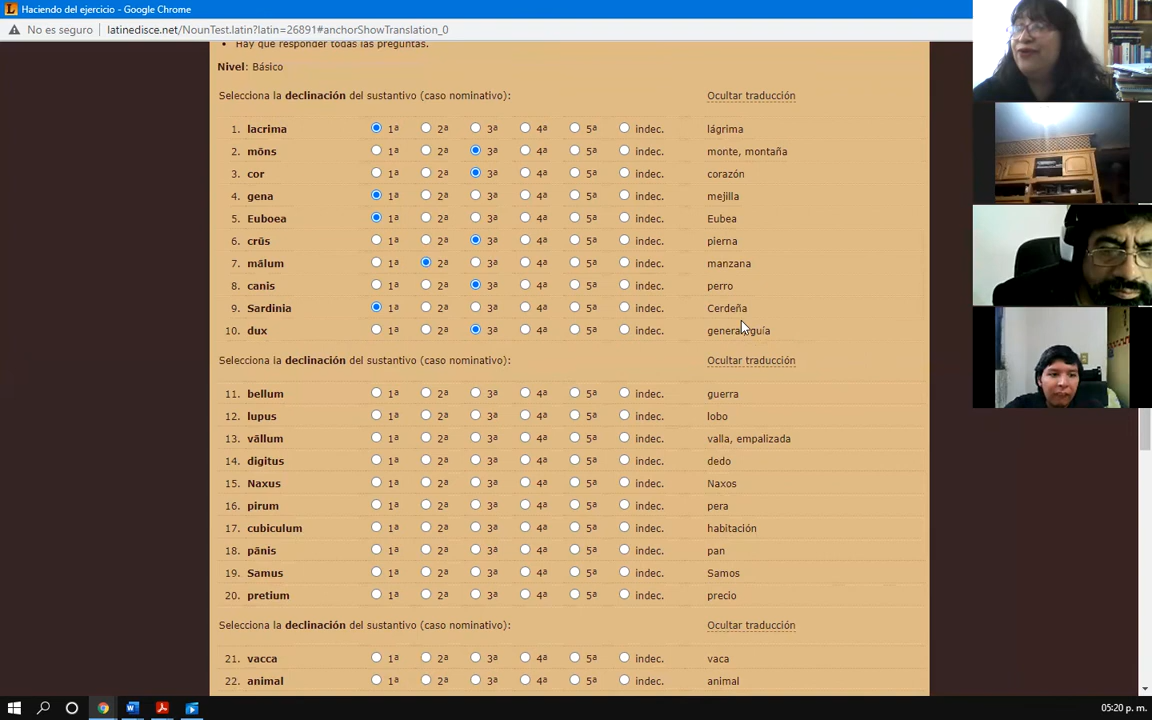 Haciendo del ejercicio - Google Chrome
No es seguro latinedisce.net/NounTest.latin?latin=26891#anchorShowTranslation_0
Hay que responder todas las preguntas.
Nivel: Básico
Selecciona la declinación del sustantivo (caso nominativo): Ocultar traducción
1. lacrima 1ª 2ª 3ª 4ª 5ª indec. lágrima
2. mōns 1ª 2ª 3ª 4ª 5ª indec. monte, montaña
3. cor 1ª 2ª 3ª 4ª 5ª indec. corazón
4. gena 1ª 2ª 3ª 4ª 5ª indec. mejilla
5. Euboea 1ª 2ª 3ª 4ª 5ª indec. Eubea
6. crūs 1ª 2ª 3ª 4ª 5ª indec. pierna
7. mālum 1ª 2ª 3ª 4ª 5ª indec. manzana
8. canis 1ª 2ª 3ª 4ª 5ª indec. perro
9. Sardinia 1ª 2ª 3ª 4ª 5ª indec. Cerdeña
10. dux 1ª 2ª 3ª 4ª 5ª indec. general, guía
Selecciona la declinación del sustantivo (caso nominativo): Ocultar traducción
11. bellum 1ª 2ª 3ª 4ª 5ª indec. guerra
12. lupus 1ª 2ª 3ª 4ª 5ª indec. lobo
13. vāllum 1ª 2ª 3ª 4ª 5ª indec. valla, empalizada
14. digitus 1ª 2ª 3ª 4ª 5ª indec. dedo
15. Naxus 1ª 2ª 3ª 4ª 5ª indec. Naxos
16. pirum 1ª 2ª 3ª 4ª 5ª indec. pera
17. cubiculum 1ª 2ª 3ª 4ª 5ª indec. habitación
18. pānis 1ª 2ª 3ª 4ª 5ª indec. pan
19. Samus 1ª 2ª 3ª 4ª 5ª indec. Samos
20. pretium 1ª 2ª 3ª 4ª 5ª indec. precio
Selecciona la declinación del sustantivo (caso nominativo): Ocultar traducción
21. vacca 1ª 2ª 3ª 4ª 5ª indec. vaca
22. animal 1ª 2ª 3ª 4ª 5ª indec. animal
05:20 p. m.